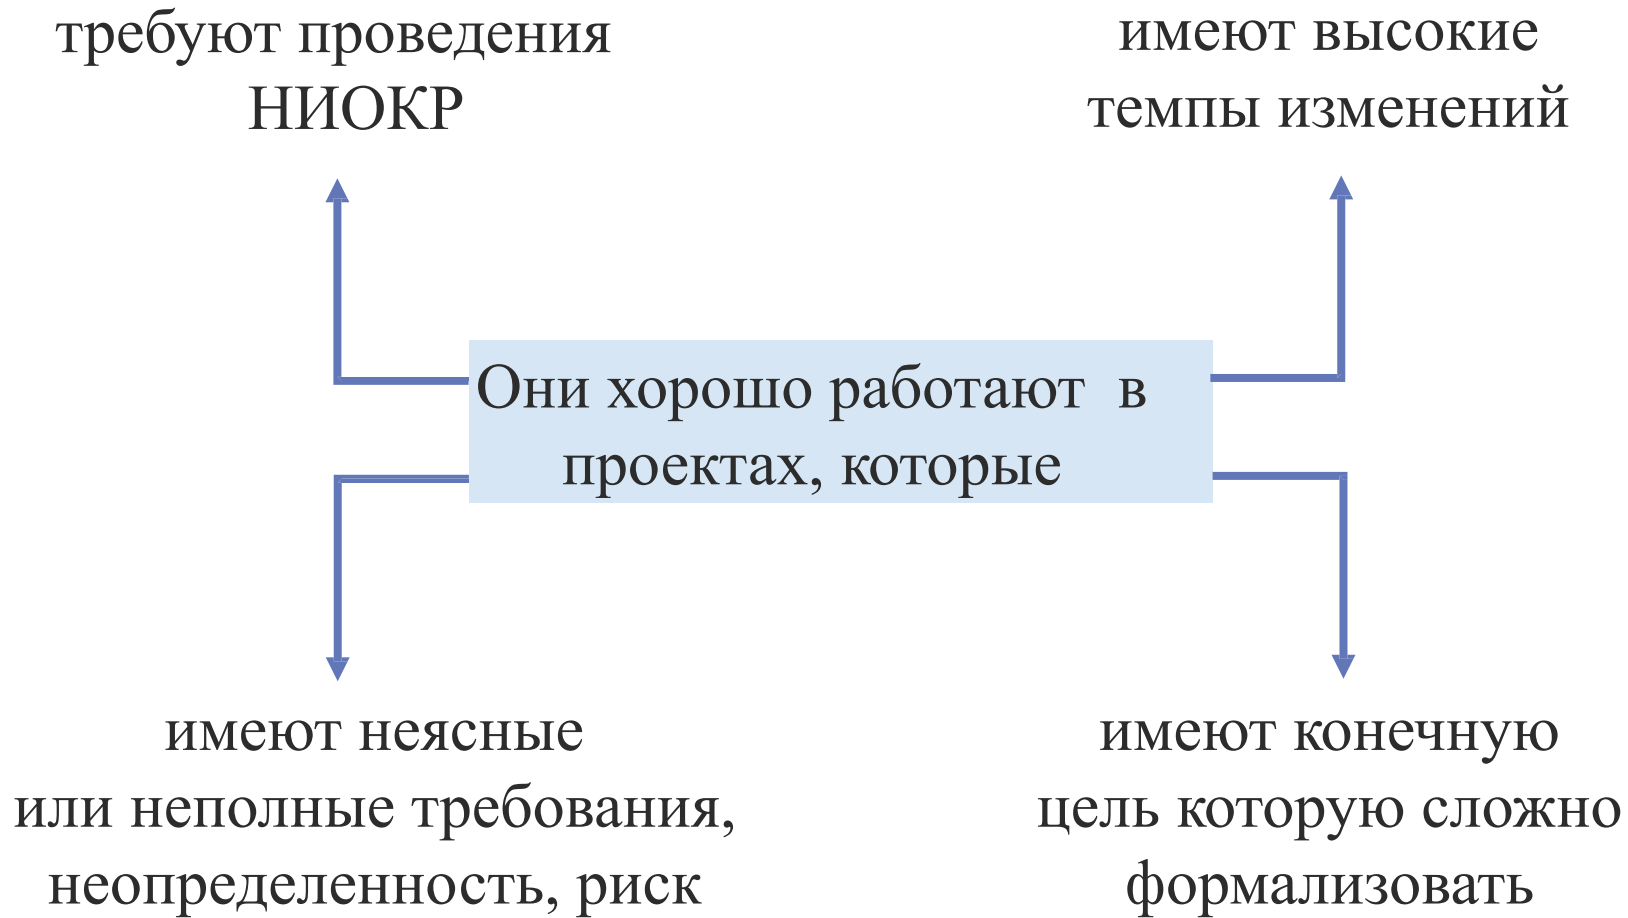 требуют проведения
НИОКР
имеют высокие
темпы изменений
Они хорошо работают  в
проектах, которые
имеют неясные
или неполные требования,
неопределенность, риск
имеют конечную
цель которую сложно
формализовать